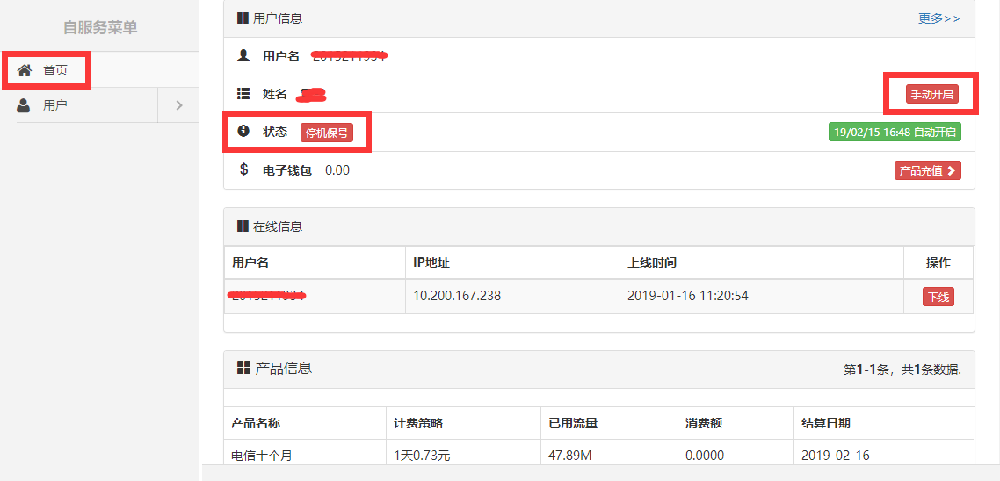 自服务菜单
首页
用户
用户信息 更多>>
用户名
姓名 手动开启
状态 停机保号 19/02/15 16:48 自动开启
$ 电子钱包 0.00 产品充值
在线信息
用户名 IP地址 上线时间 操作
10.200.167.238 2019-01-16 11:20:54 下线
产品信息 第1-1条，共1条数据.
产品名称 计费策略 已用流量 消费额 结算日期
电信十个月 1天0.73元 47.89M 0.0000 2019-02-16